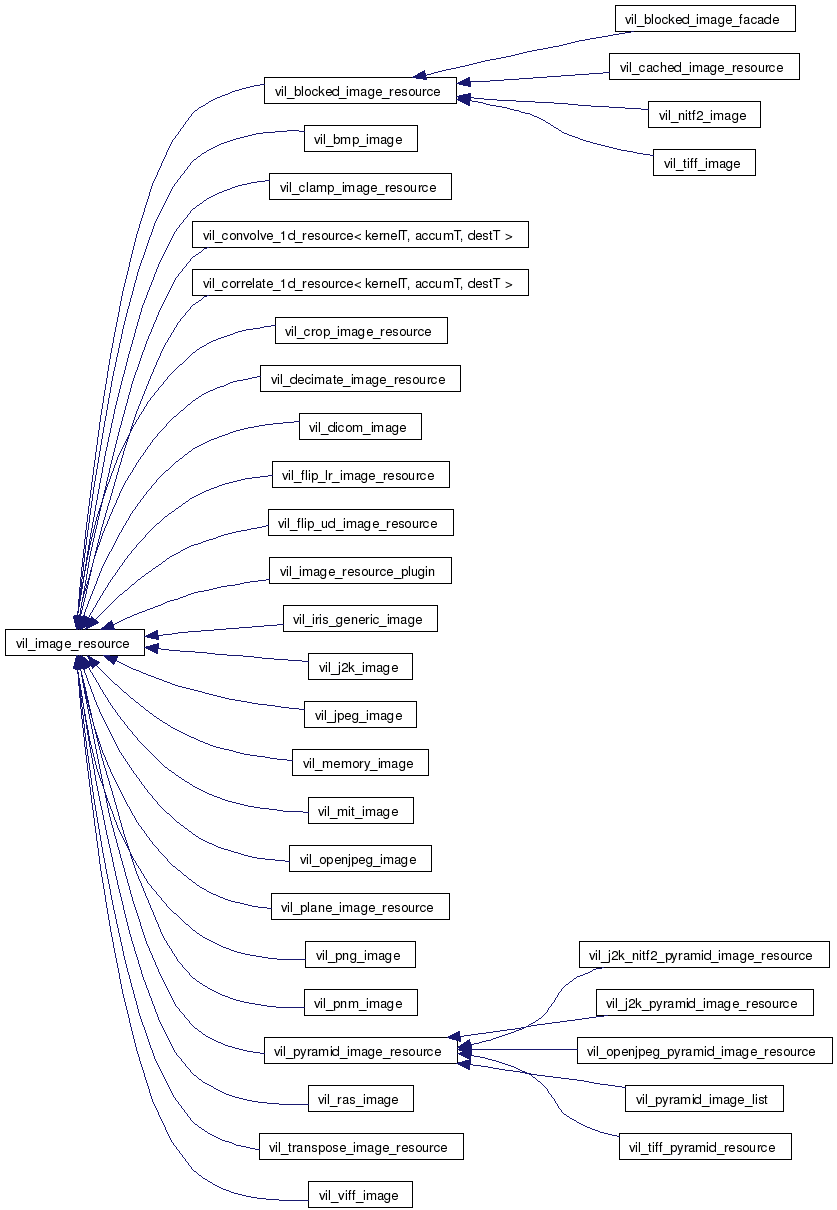 vil_blocked_image_facade
vil_cached_image_resource
vil_blocked_image_resource
vil_nitf2_image
vil_bmp_image
vil_tiff_image
vil_clamp_image_resource
vil_convolve_1d_resource< kernelT, accumT, destT >
vil_correlate_1d_resource< kernelT, accumT, destT >
vil_crop_image_resource
vil_decimate_image_resource
vil_dicom_image
vil_flip_lr_image_resource
vil_flip_ud_image_resource
vil_image_resource_plugin
vil_iris_generic_image
vil_image_resource
vil_j2k_image
vil_jpeg_image
vil_memory_image
vil_mit_image
vil_openjpeg_image
vil_plane_image_resource
vil_png_image
vil_j2k_nitf2_pyramid_image_resource
vil_pnm_image
vil_j2k_pyramid_image_resource
vil_pyramid_image_resource
vil_openjpeg_pyramid_image_resource
vil_ras_image
vil_pyramid_image_list
vil_transpose_image_resource
vil_tiff_pyramid_resource
vil_viff_image